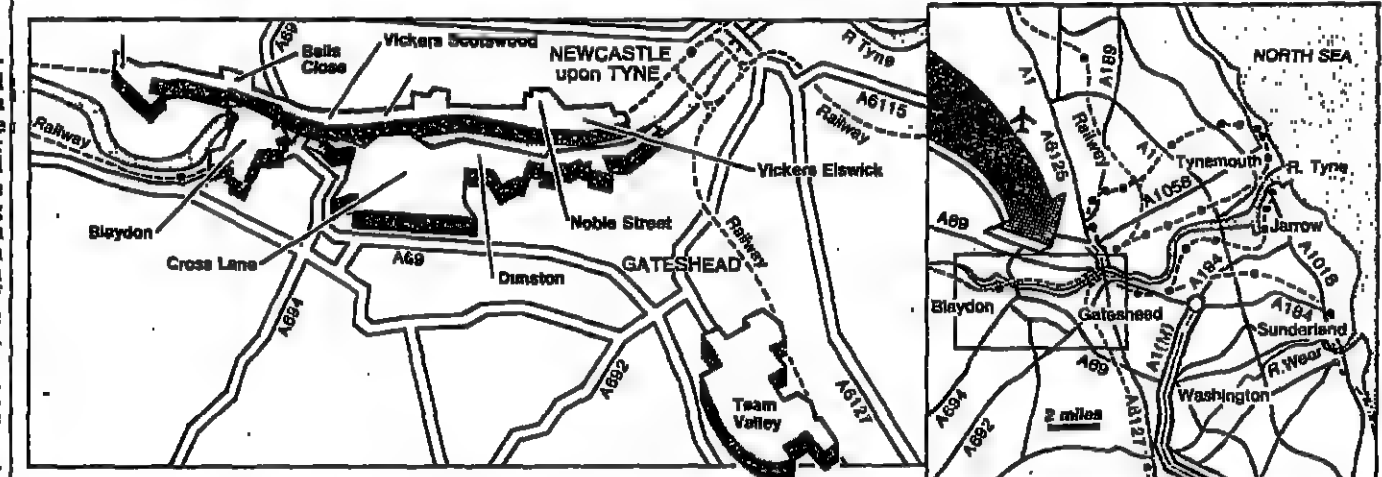 A69
Bells
Close
Vickers Scotswood
NEWCASTLE
upon TYNE
R Tyne
A6115
Railway
Railway
Vickers Elswick
Noble Street
Blaydon
Cross Lane
A69
Dunston
GATESHEAD
Railway
A694
A692
Team
Valley
A6127
NORTH SEA
A1
A189
A6125
Railway
A1
Tynemouth
R. Tyne
A1058
A69
Jarrow
A184
A1018
Blaydon
Gateshead
A184
Sunderland
A1(M)
R. Wear
A69
Washington
A694
A692
2 miles
A6127